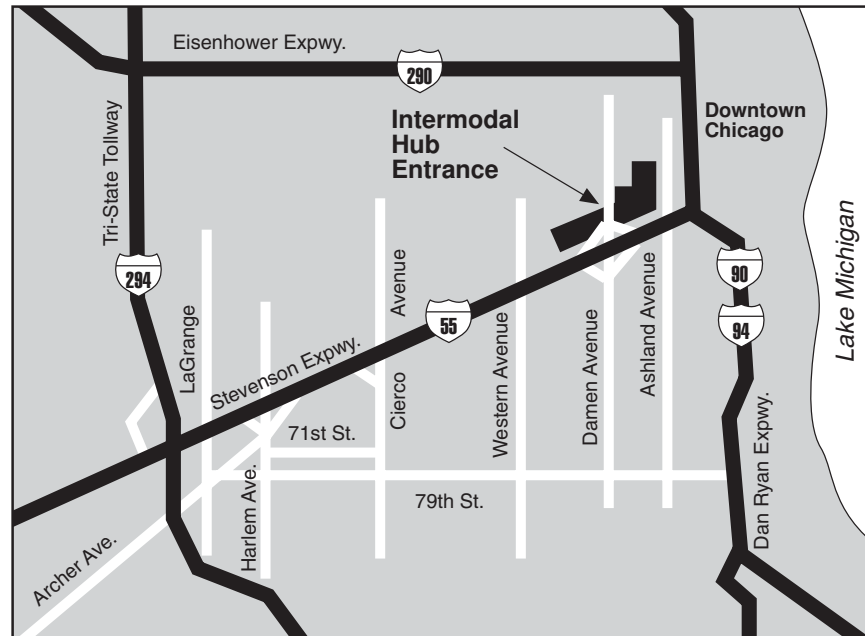 Eisenhower Expwy.
290
Tri-State Tollway
Intermodal
Hub
Entrance
Downtown
Chicago
Lake Michigan
294
90
94
55
LaGrange
Stevenson Expwy.
Avenue
Cierco
Western Avenue
Damen Avenue
Ashland Avenue
71st St.
Harlem Ave.
79th St.
Archer Ave.
Dan Ryan Expwy.